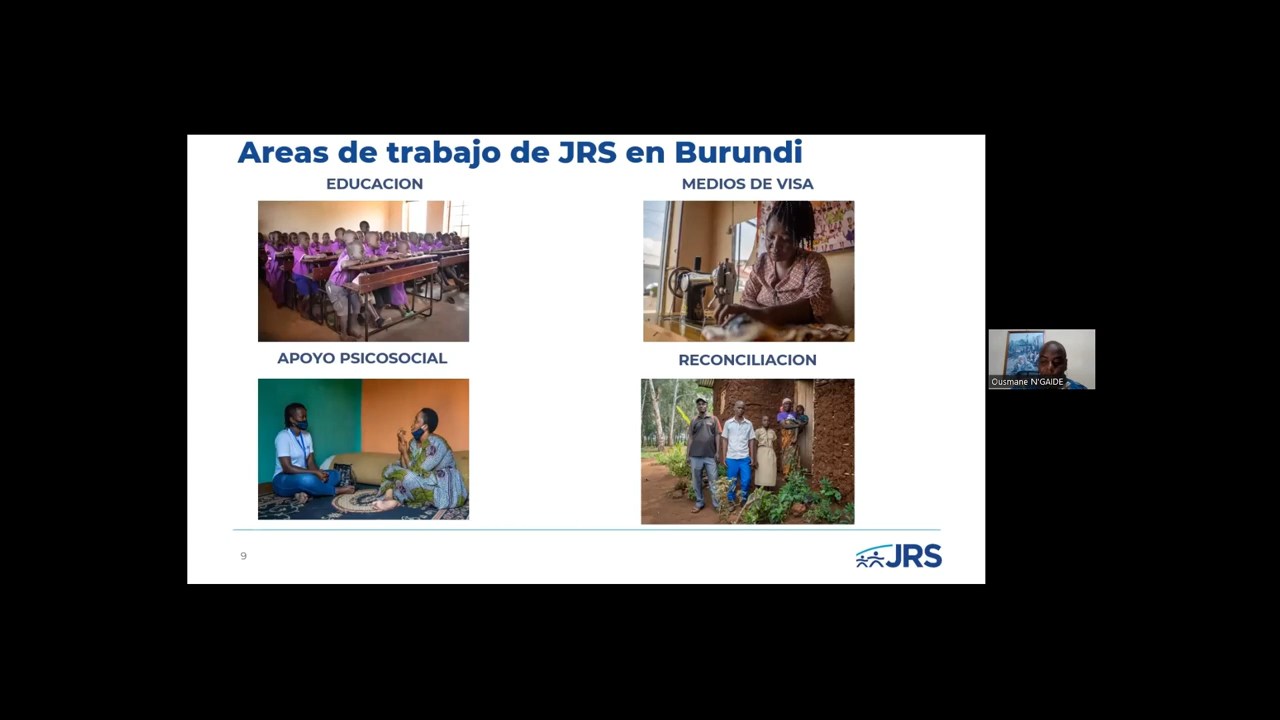 Areas de trabajo de JRS en Burundi
EDUCACION
MEDIOS DE VISA
APOYO PSICOSOCIAL
RECONCILIACION
Ousmane N'GAIDE
9
JRS